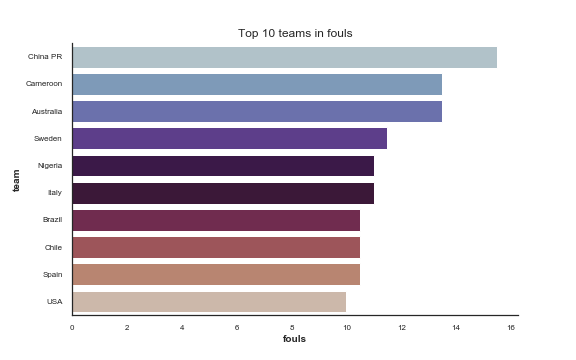 Top 10 teams in fouls
China PR
Cameroon
Australia
Sweden
Nigeria
Italy
Brazil
Chile
Spain
USA
team
0 2 4 6 8 10 12 14 16
fouls